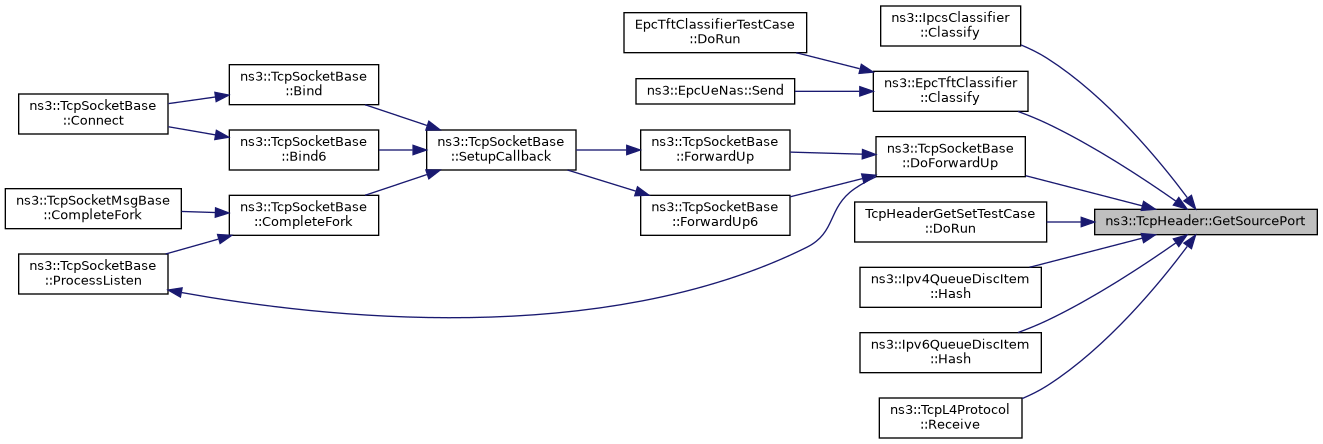 ns3::IpcsClassifier
::Classify
EpcTftClassifierTestCase
::DoRun
ns3::TcpSocketBase
::Bind
ns3::EpcUeNas::Send
ns3::EpcTftClassifier
::Classify
ns3::TcpSocketBase
::Connect
ns3::TcpSocketBase
::Bind6
ns3::TcpSocketBase
::SetupCallback
ns3::TcpSocketBase
::ForwardUp
ns3::TcpSocketBase
::DoForwardUp
ns3::TcpSocketMsgBase
::CompleteFork
ns3::TcpSocketBase
::CompleteFork
ns3::TcpSocketBase
::ForwardUp6
TcpHeaderGetSetTestCase
::DoRun
ns3::TcpHeader::GetSourcePort
ns3::TcpSocketBase
::ProcessListen
ns3::Ipv4QueueDiscItem
::Hash
ns3::Ipv6QueueDiscItem
::Hash
ns3::TcpL4Protocol
::Receive